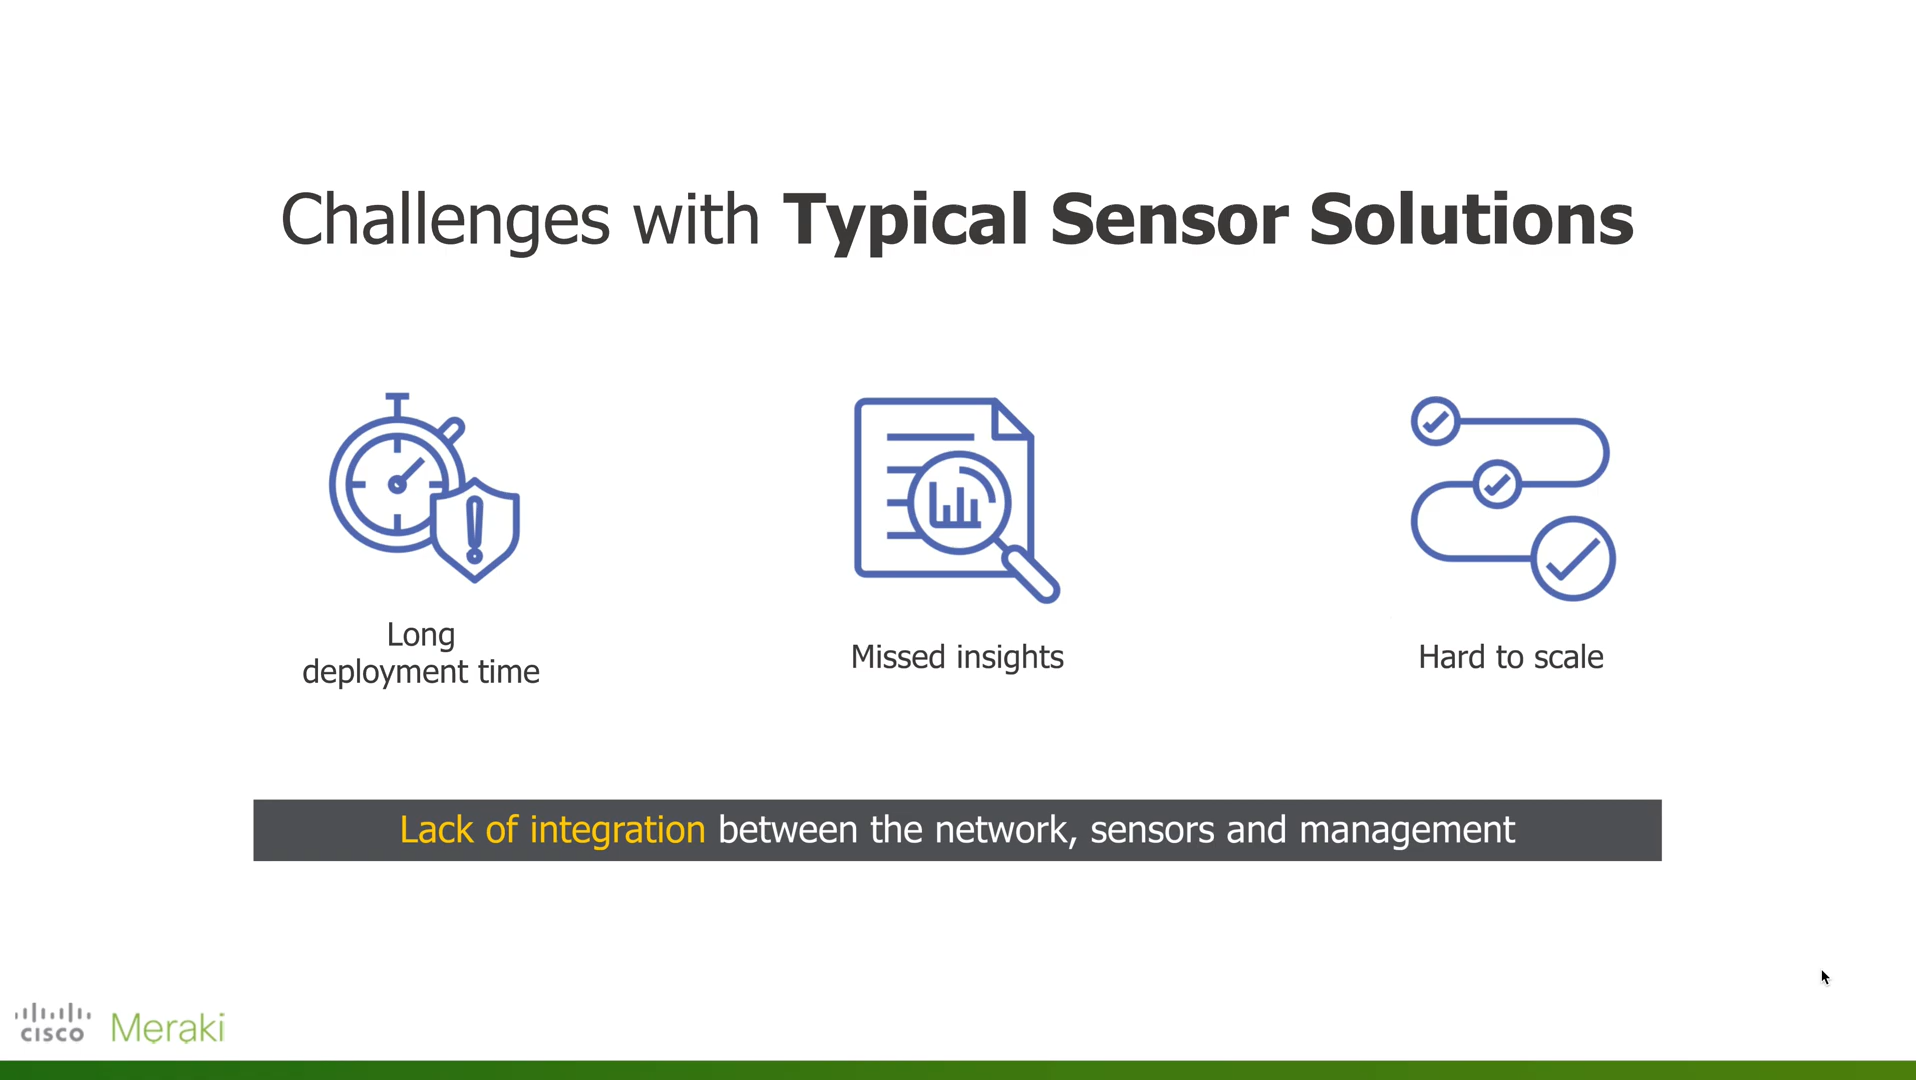 Challenges with Typical Sensor Solutions
Long
deployment time
Missed insights
Hard to scale
Lack of integration between the network, sensors and management
CISCO Meraki